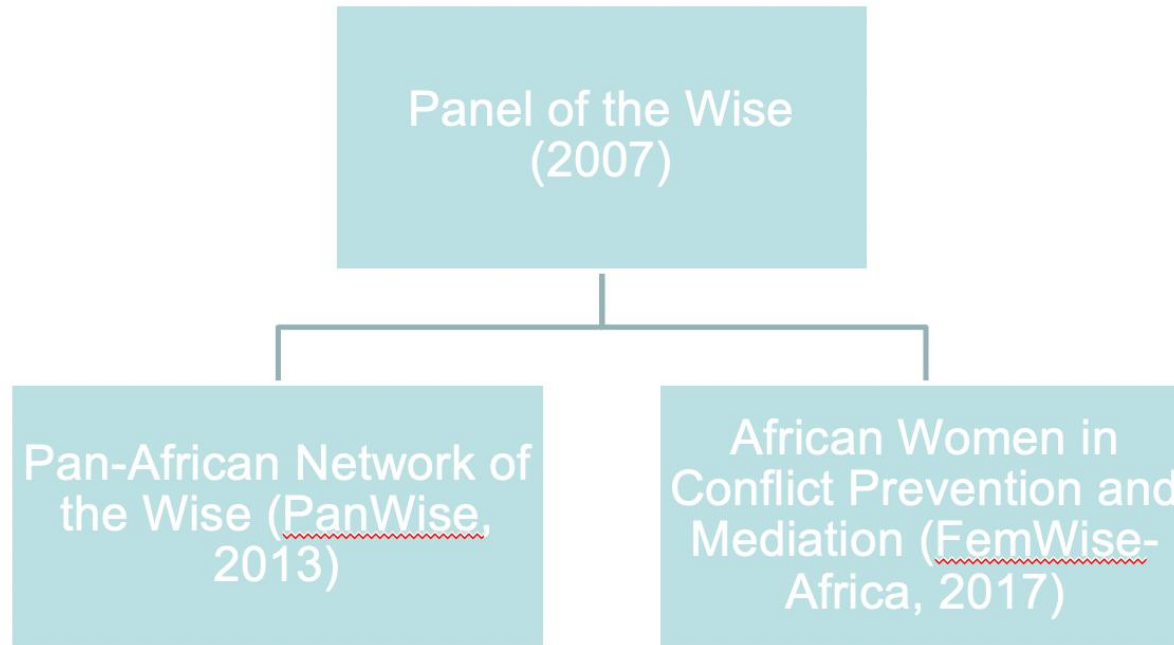 Panel of the Wise
(2007)
Pan-African Network of
the Wise (PanWise,
2013)
African Women in
Conflict Prevention and
Mediation (FemWise-
Africa, 2017)